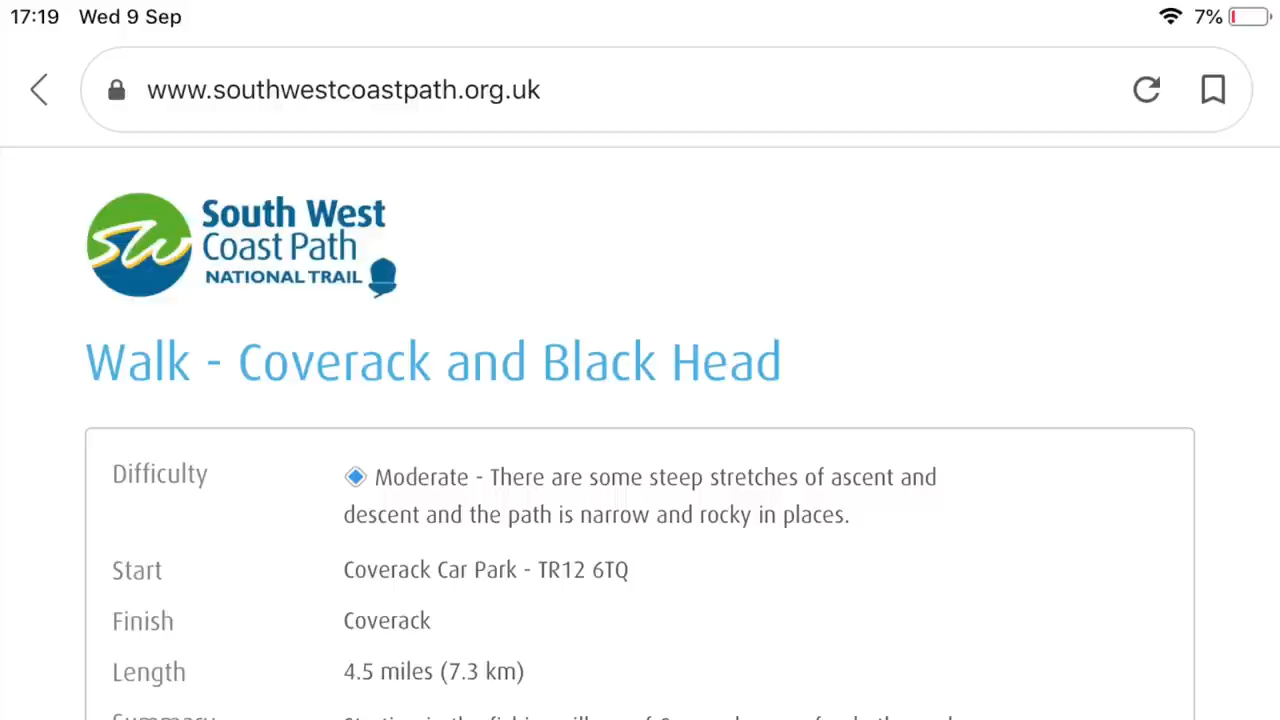 17:19 Wed 9 Sep
7%
www.southwestcoastpath.org.uk
sw
South West
Coast Path
NATIONAL TRAIL
Walk - Coverack and Black Head
Difficulty
Moderate - There are some steep stretches of ascent and
descent and the path is narrow and rocky in places.
Start
Coverack Car Park - TR12 6TQ
Finish
Coverack
Length
4.5 miles (7.3 km)
Summary